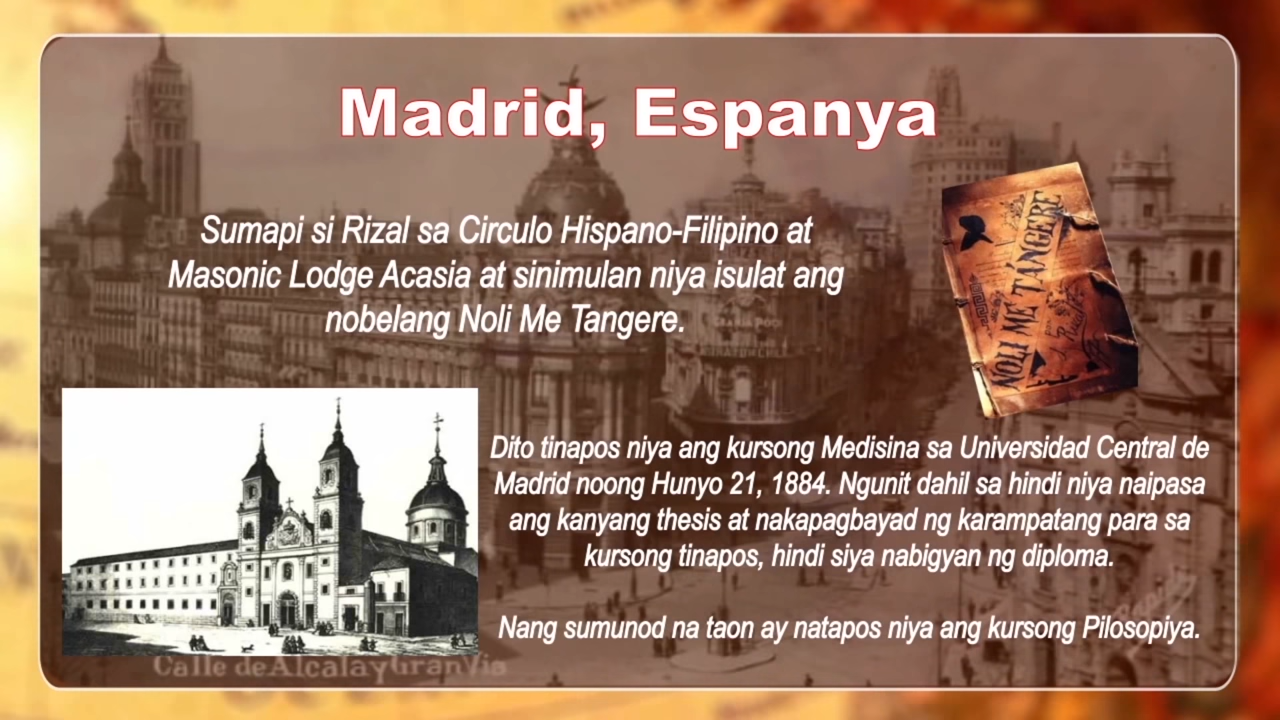 Madrid, Espanya
Sumapi si Rizal sa Circulo Hispano-Filipino at
Masonic Lodge Acasia at sinimulan niya isulat ang
nobelang Noli Me Tangere.
NOLI ME TÁNGERE
Dito tinapos niya ang kursong Medisina sa Universidad Central de
Madrid noong Hunyo 21, 1884. Ngunit dahil sa hindi niya naipasa
ang kanyang thesis at nakapagbayad ng karampatang para sa
kursong tinapos, hindi siya nabigyan ng diploma.
Nang sumunod na taon ay natapos niya ang kursong Pilosopiya.
Calle de Alcala y Gran Via